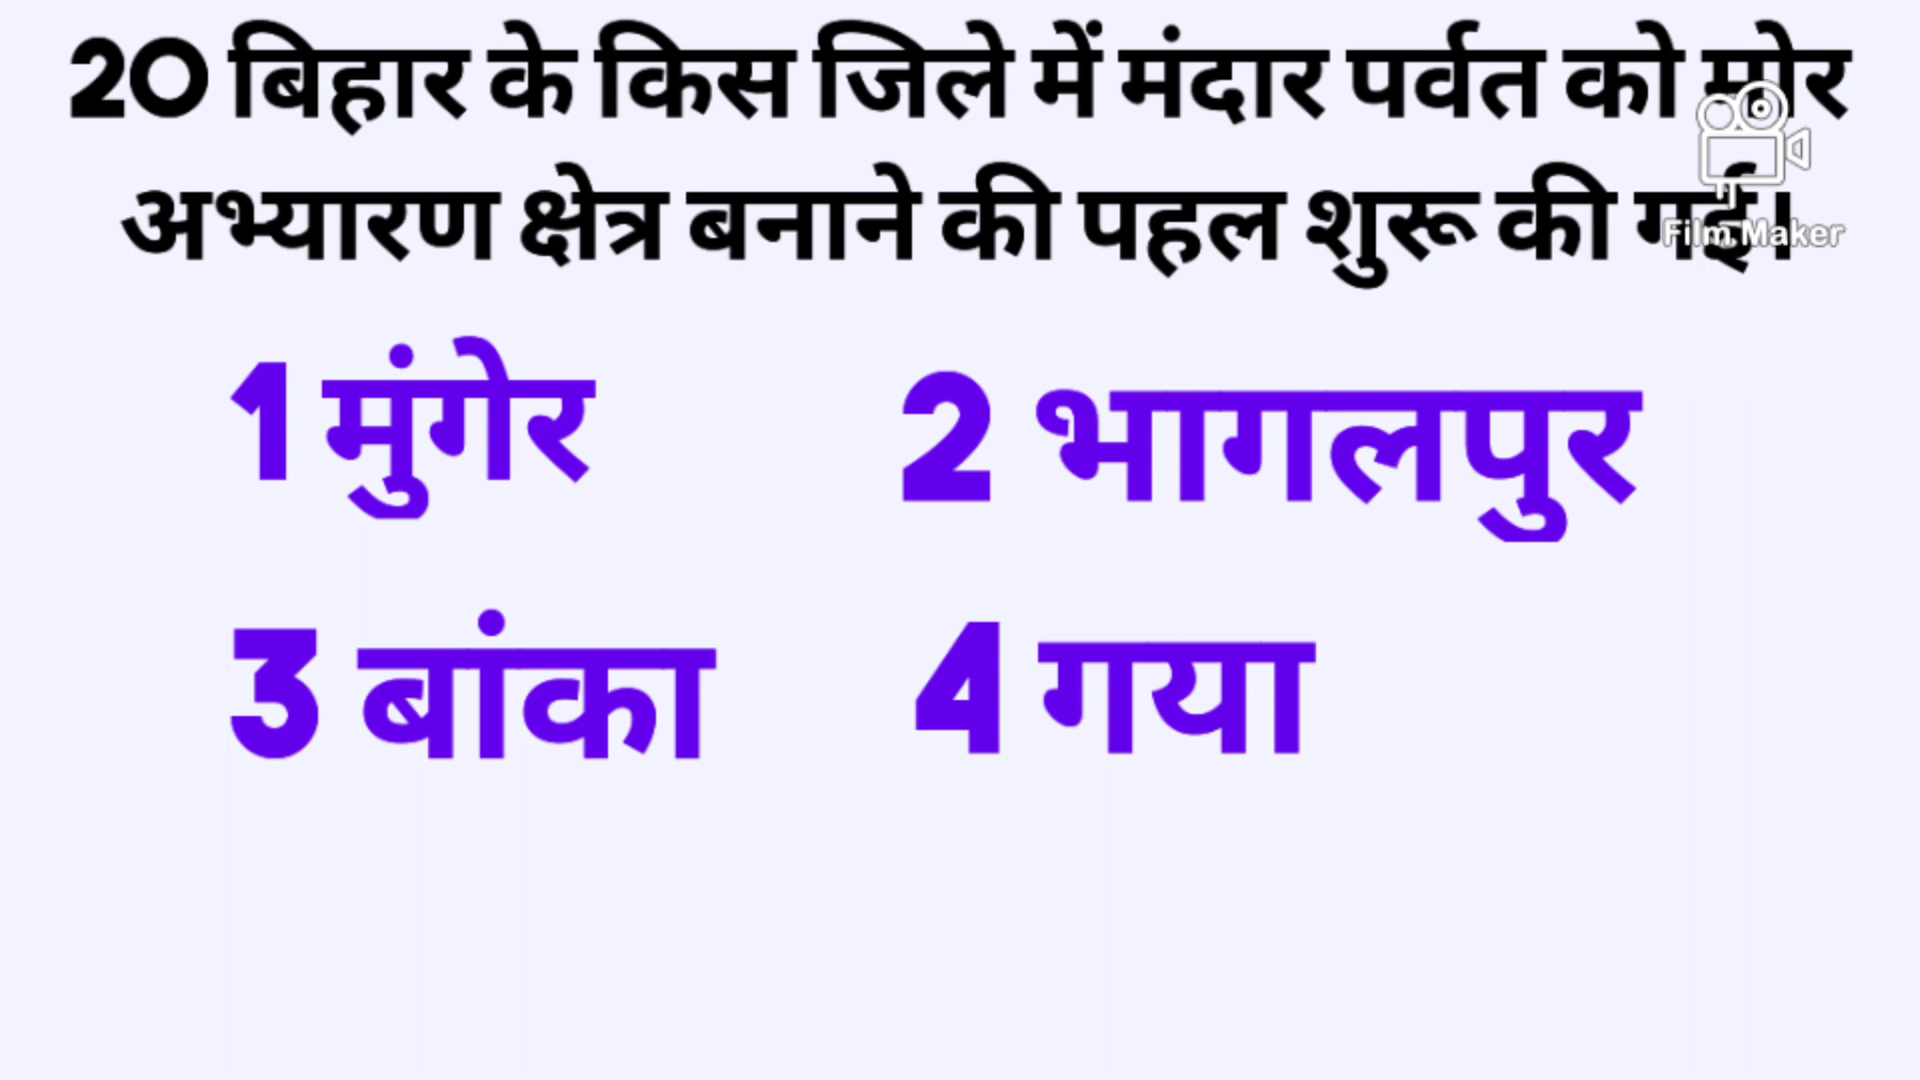 20 बिहार के किस जिले में मंदार पर्वत को मोर
अभ्यारण क्षेत्र बनाने की पहल शुरू की गई।
Film Maker
1 मुंगेर
2 भागलपुर
3 बांका
4 गया